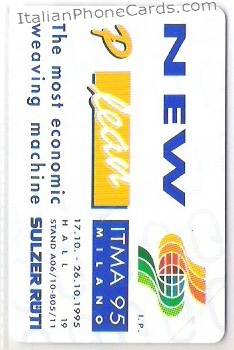 ItalianPhoneCards.com
NEW
P lean
The most economic
weaving machine
ITMA 95
MILANO
I.P.
17.10. - 26.10.1995
HALL 19
STAND A06/10-B05/11
SULZER RÜTI